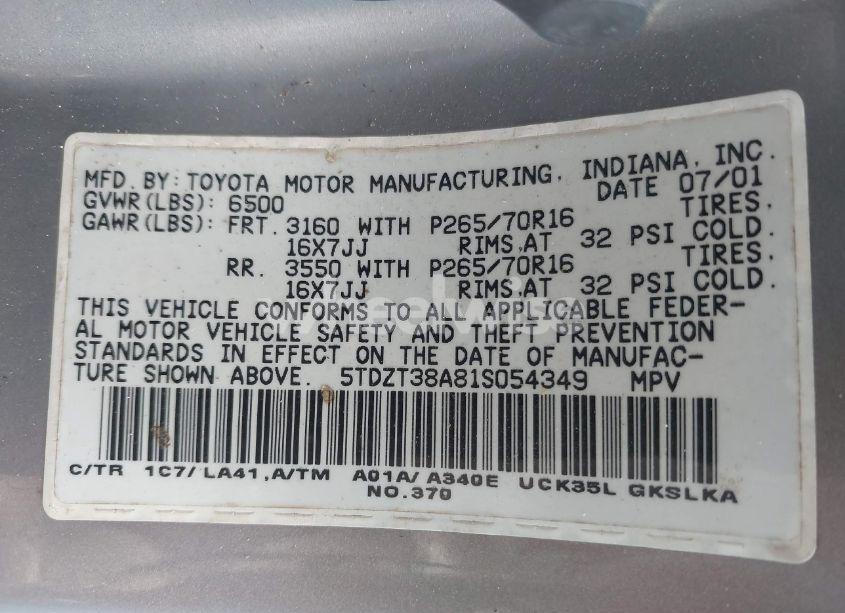 MFD. BY: TOYOTA MOTOR MANUFACTURING, INDIANA, INC.
GVWR(LBS): 6500 DATE 07/01
GAWR(LBS): FRT. 3160 WITH P265/70R16 TIRES,
16X7JJ RIMS,AT 32 PSI COLD.
RR. 3550 WITH P265/70R16 TIRES,
16X7JJ RIMS,AT 32 PSI COLD.
THIS VEHICLE CONFORMS TO ALL APPLICABLE FEDER-
AL MOTOR VEHICLE SAFETY AND THEFT PREVENTION
STANDARDS IN EFFECT ON THE DATE OF MANUFAC-
TURE SHOWN ABOVE. 5TDZT38A81S054349 MPV
C/TR 1C7/LA41,A/TM A01A/A340E UCK35L GKSLKA
NO.370